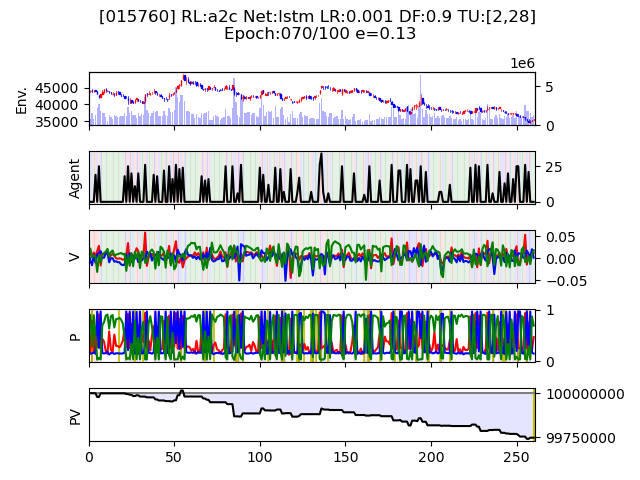 [015760] RL:a2c Net:lstm LR:0.001 DF:0.9 TU:[2,28]
Epoch:070/100 e=0.13
1e6
Env.
45000
40000
35000
5
0
Agent
25
0
V
0.05
0.00
−0.05
P
1
0
PV
100000000
99750000
0 50 100 150 200 250